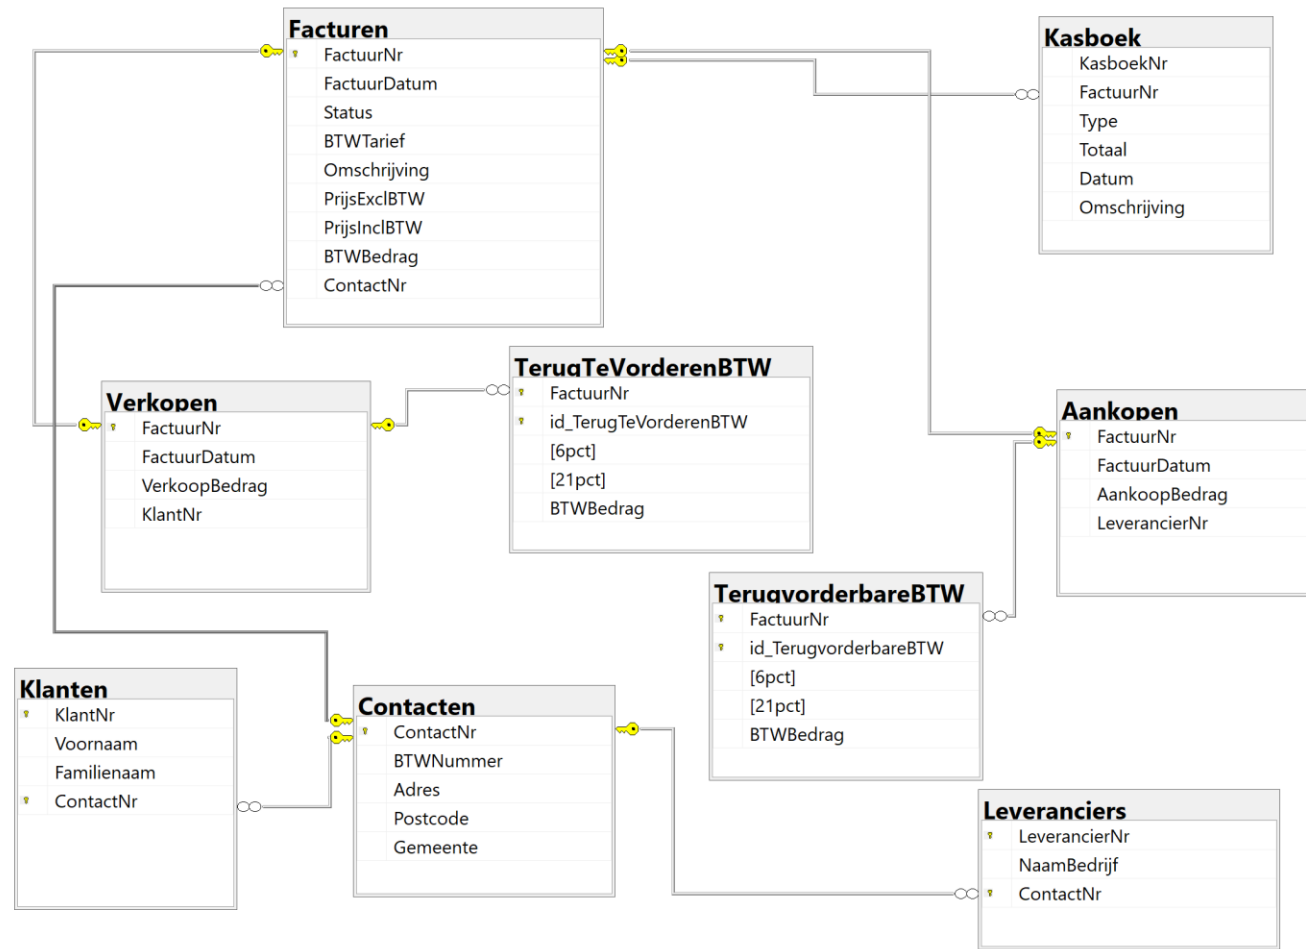 Facturen
FactuurNr
FactuurDatum
Status
BTWTarief
Omschrijving
PrijsExclBTW
PrijsInclBTW
BTWBedrag
ContactNr
Kasboek
KasboekNr
FactuurNr
Type
Totaal
Datum
Omschrijving
Verkopen
FactuurNr
FactuurDatum
VerkoopBedrag
KlantNr
TerugTeVorderenBTW
FactuurNr
id_TerugTeVorderenBTW
[6pct]
[21pct]
BTWBedrag
Aankopen
FactuurNr
FactuurDatum
AankoopBedrag
LeverancierNr
TerugvorderbareBTW
FactuurNr
id_TerugvorderbareBTW
[6pct]
[21pct]
BTWBedrag
Klanten
KlantNr
Voornaam
Familienaam
ContactNr
Contacten
ContactNr
BTWNummer
Adres
Postcode
Gemeente
Leveranciers
LeverancierNr
NaamBedrijf
ContactNr